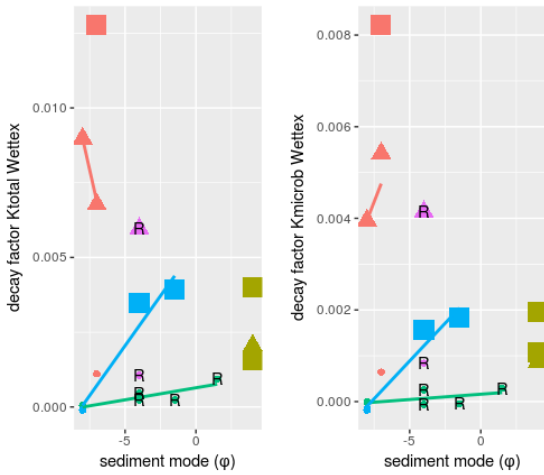 decay factor Ktotal Wettex
0.010
0.005
0.000
R
R
R
R
R
R
-5
0
sediment mode (φ)
decay factor Kmicrob Wettex
0.008
0.006
0.004
0.002
0.000
R
R
R
R
R
R
-5
0
sediment mode (φ)